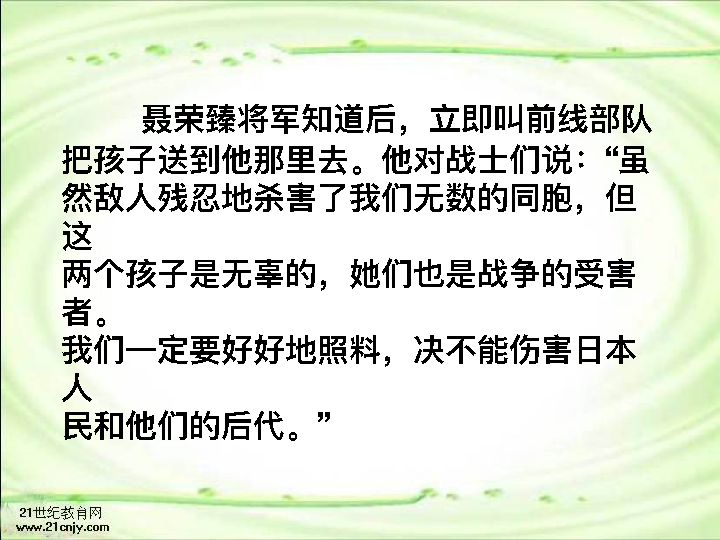 聂荣臻将军知道后，立即叫前线部队
把孩子送到他那里去。他对战士们说：“虽
然敌人残忍地杀害了我们无数的同胞，但
这
两个孩子是无辜的，她们也是战争的受害
者。
我们一定要好好地照料，决不能伤害日本
人
民和他们的后代。”
21世纪教育网
www.21cnjy.com